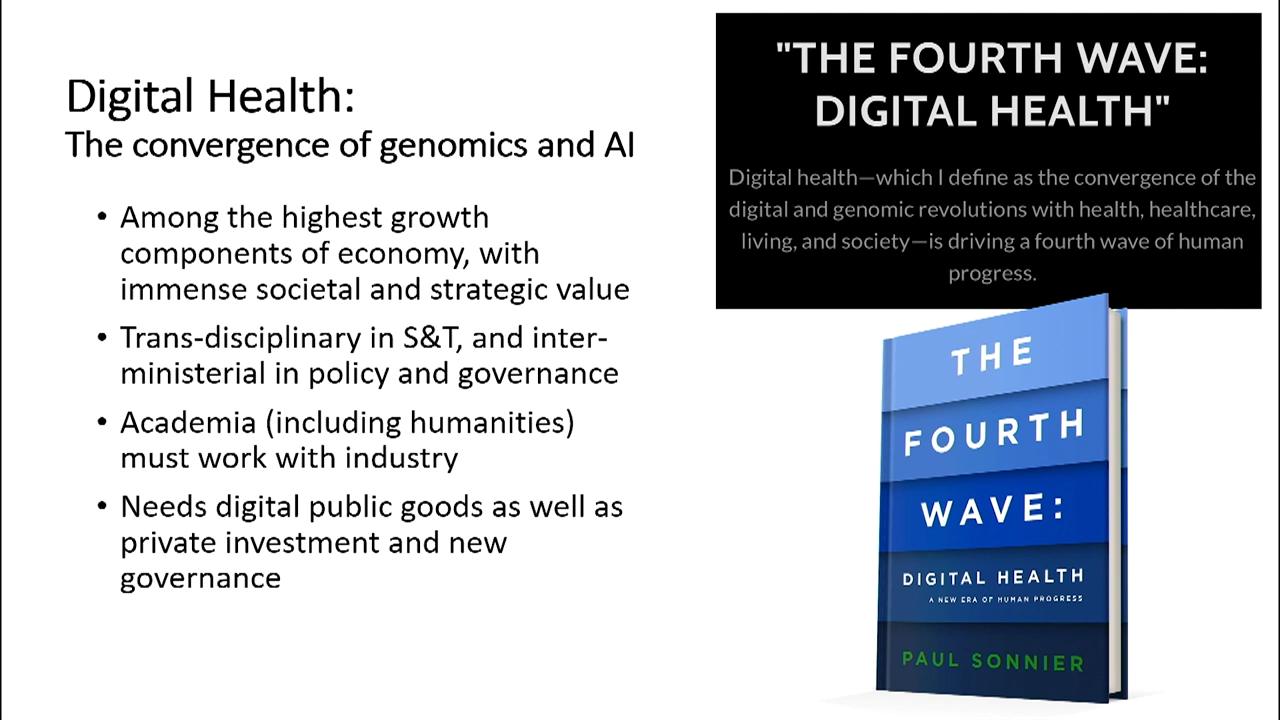 Digital Health:
The convergence of genomics and AI
• Among the highest growth
components of economy, with
immense societal and strategic value
• Trans-disciplinary in S&T, and inter-
ministerial in policy and governance
• Academia (including humanities)
must work with industry
• Needs digital public goods as well as
private investment and new
governance
"THE FOURTH WAVE:
DIGITAL HEALTH"
Digital health—which I define as the convergence of the
digital and genomic revolutions with health, healthcare,
living, and society—is driving a fourth wave of human
progress.
THE
FOURTH
WAVE:
DIGITAL HEALTH
A NEW ERA OF HUMAN PROGRESS
PAUL SONNIER